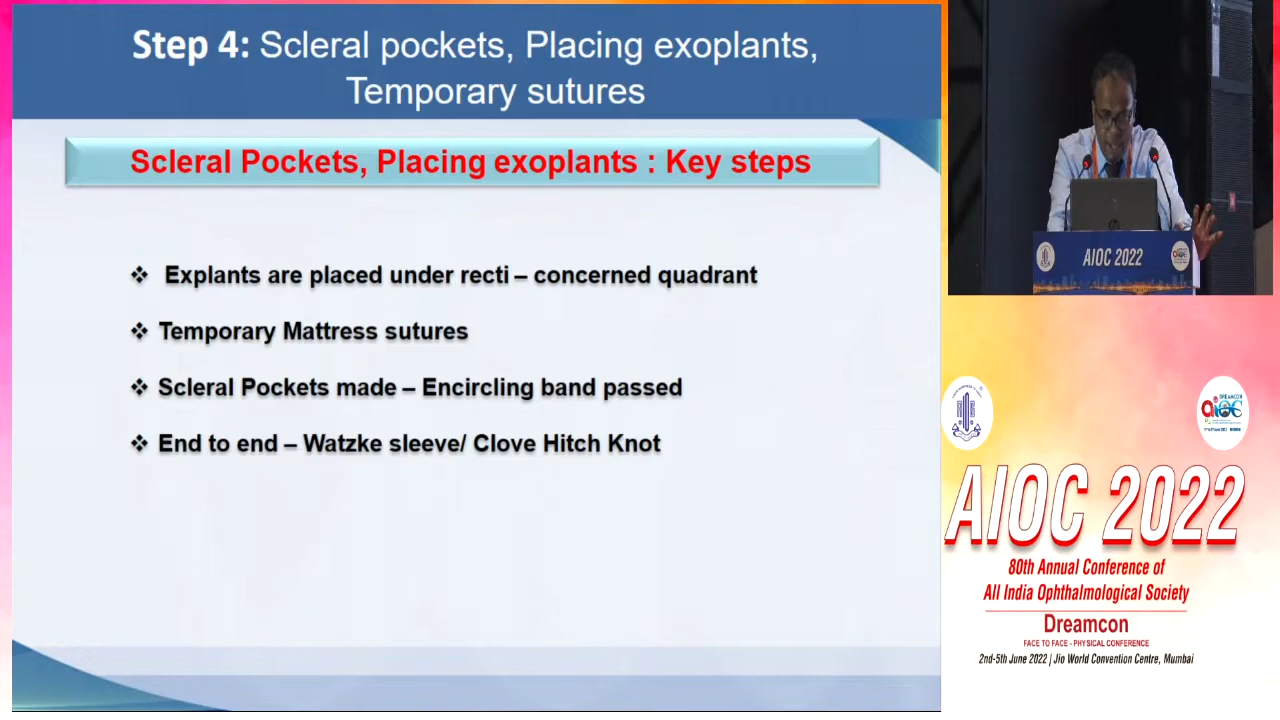 Step 4: Scleral pockets, Placing exoplants,
Temporary sutures
Scleral Pockets, Placing exoplants : Key steps
❖ Explants are placed under recti – concerned quadrant
❖ Temporary Mattress sutures
❖ Scleral Pockets made – Encircling band passed
❖ End to end – Watzke sleeve/ Clove Hitch Knot
AIOC 2022
DREAMCON
aioc
AIOC 2022
80th Annual Conference of
All India Ophthalmological Society
Dreamcon
FACE TO FACE - PHYSICAL CONFERENCE
2nd-5th June 2022 | Jio World Convention Centre, Mumbai